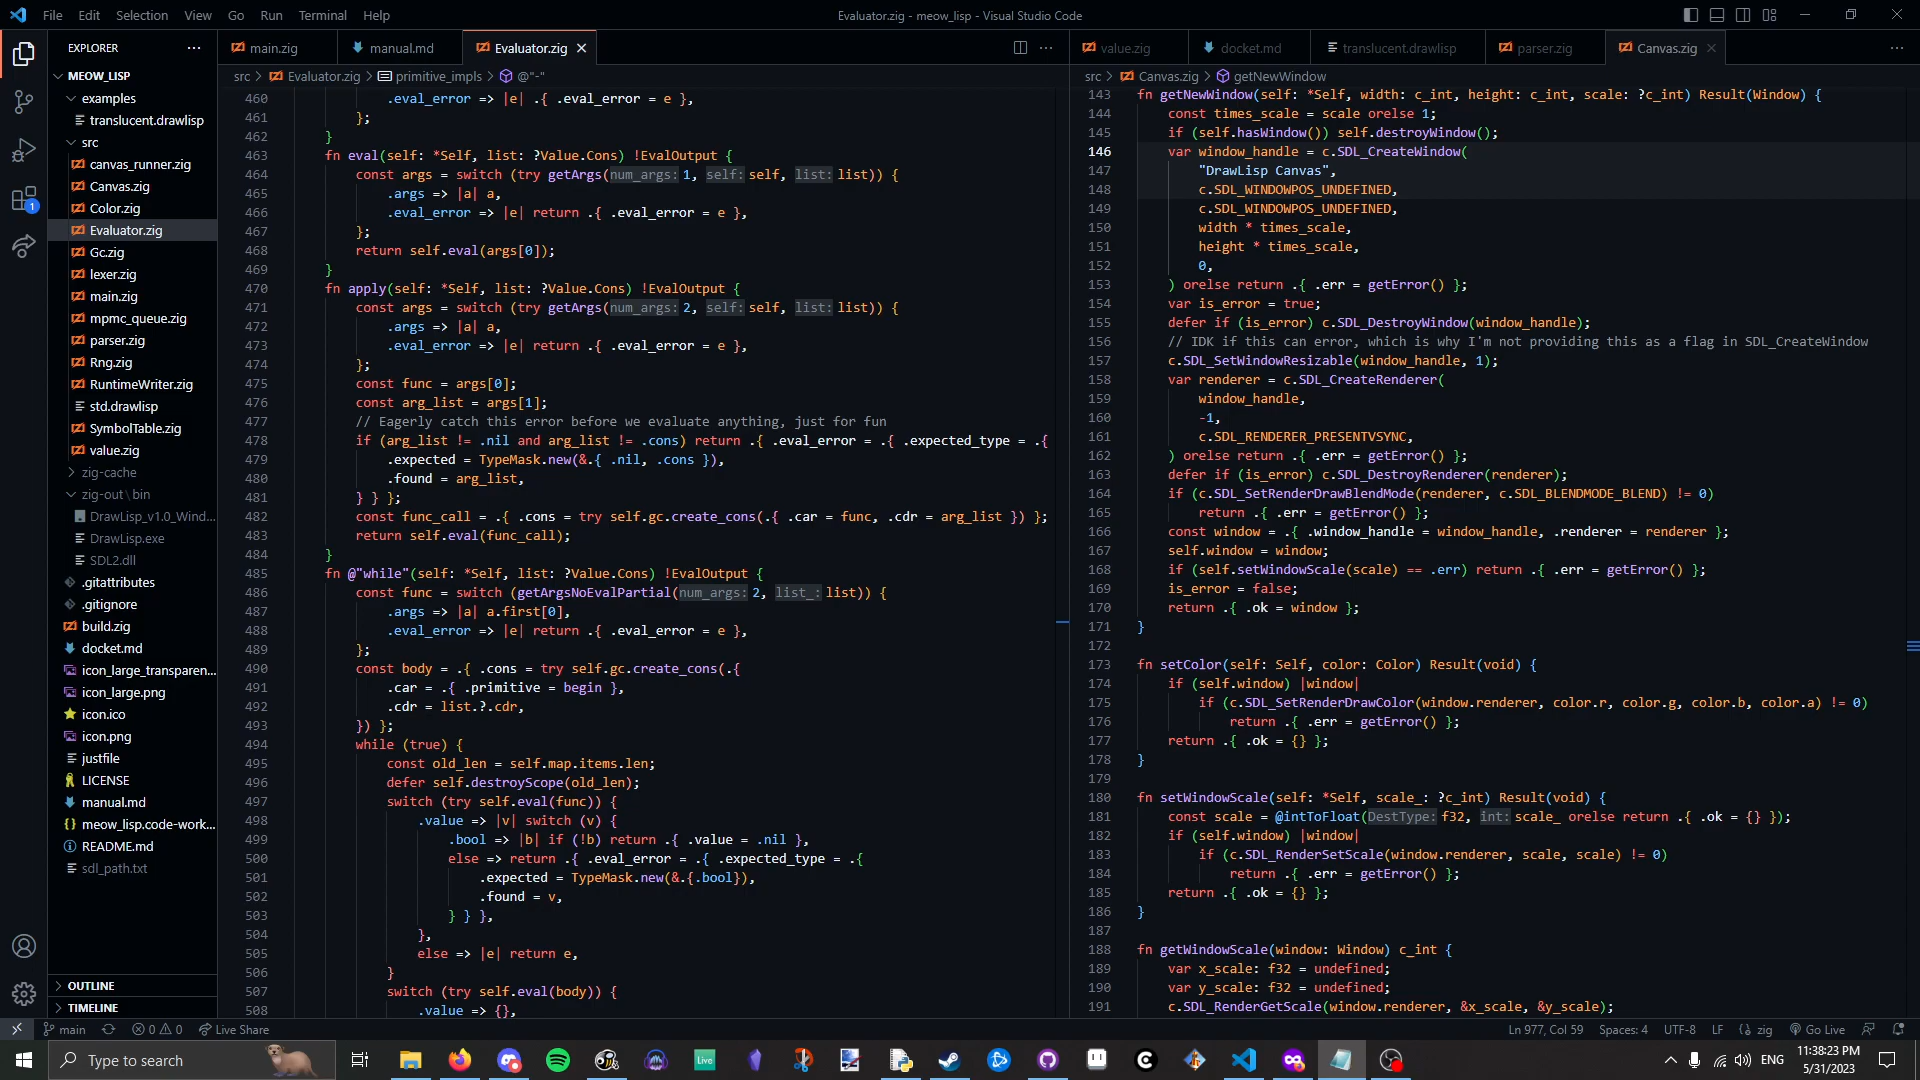 File Edit Selection View Go Run Terminal Help
Evaluator.zig - meow_lisp - Visual Studio Code
EXPLORER
MEOW_LISP
examples
translucent.drawlisp
src
canvas_runner.zig
Canvas.zig
Color.zig
Evaluator.zig
Gc.zig
lexer.zig
main.zig
mpmc_queue.zig
parser.zig
Rng.zig
RuntimeWriter.zig
std.drawlisp
SymbolTable.zig
value.zig
zig-cache
zig-out \ bin
DrawLisp_v1.0_Wind...
DrawLisp.exe
SDL2.dll
.gitattributes
.gitignore
build.zig
docket.md
icon_large_transparen...
icon_large.png
icon.ico
icon.png
justfile
LICENSE
manual.md
meow_lisp.code-work...
README.md
sdl_path.txt
OUTLINE
TIMELINE
main.zig manual.md Evaluator.zig
src > Evaluator.zig > primitive_impls > @"-"
460 .eval_error => |e| .{ .eval_error = e },
461 };
462 }
463 fn eval(self: *Self, list: ?Value.Cons) !EvalOutput {
464 const args = switch (try getArgs(num_args: 1, self: self, list: list)) {
465 .args => |a| a,
466 .eval_error => |e| return .{ .eval_error = e },
467 };
468 return self.eval(args[0]);
469 }
470 fn apply(self: *Self, list: ?Value.Cons) !EvalOutput {
471 const args = switch (try getArgs(num_args: 2, self: self, list: list)) {
472 .args => |a| a,
473 .eval_error => |e| return .{ .eval_error = e },
474 };
475 const func = args[0];
476 const arg_list = args[1];
477 // Eagerly catch this error before we evaluate anything, just for fun
478 if (arg_list != .nil and arg_list != .cons) return .{ .eval_error = .{ .expected_type = .{
479 .expected = TypeMask.new(&.{ .nil, .cons }),
480 .found = arg_list,
481 } } };
482 const func_call = .{ .cons = try self.gc.create_cons(.{ .car = func, .cdr = arg_list }) };
483 return self.eval(func_call);
484 }
485 fn @"while"(self: *Self, list: ?Value.Cons) !EvalOutput {
486 const func = switch (getArgsNoEvalPartial(num_args: 2, list_: list)) {
487 .args => |a| a.first[0],
488 .eval_error => |e| return .{ .eval_error = e },
489 };
490 const body = .{ .cons = try self.gc.create_cons(.{
491 .car = .{ .primitive = begin },
492 .cdr = list.?.cdr,
493 }) };
494 while (true) {
495 const old_len = self.map.items.len;
496 defer self.destroyScope(old_len);
497 switch (try self.eval(func)) {
498 .value => |v| switch (v) {
499 .bool => |b| if (!b) return .{ .value = .nil },
500 else => return .{ .eval_error = .{ .expected_type = .{
501 .expected = TypeMask.new(&.{.bool}),
502 .found = v,
503 } } },
504 },
505 else => |e| return e,
506 }
507 switch (try self.eval(body)) {
508 .value => {},
value.zig docket.md translucent.drawlisp parser.zig Canvas.zig
src > Canvas.zig > getNewWindow
143 fn getNewWindow(self: *Self, width: c_int, height: c_int, scale: ?c_int) Result(Window) {
144 const times_scale = scale orelse 1;
145 if (self.hasWindow()) self.destroyWindow();
146 var window_handle = c.SDL_CreateWindow(
147 "DrawLisp Canvas",
148 c.SDL_WINDOWPOS_UNDEFINED,
149 c.SDL_WINDOWPOS_UNDEFINED,
150 width * times_scale,
151 height * times_scale,
152 0,
153 ) orelse return .{ .err = getError() };
154 var is_error = true;
155 defer if (is_error) c.SDL_DestroyWindow(window_handle);
156 // IDK if this can error, which is why I'm not providing this as a flag in SDL_CreateWindow
157 c.SDL_SetWindowResizable(window_handle, 1);
158 var renderer = c.SDL_CreateRenderer(
159 window_handle,
160 -1,
161 c.SDL_RENDERER_PRESENTVSYNC,
162 ) orelse return .{ .err = getError() };
163 defer if (is_error) c.SDL_DestroyRenderer(renderer);
164 if (c.SDL_SetRenderDrawBlendMode(renderer, c.SDL_BLENDMODE_BLEND) != 0)
165 return .{ .err = getError() };
166 const window = .{ .window_handle = window_handle, .renderer = renderer };
167 self.window = window;
168 if (self.setWindowScale(scale) == .err) return .{ .err = getError() };
169 is_error = false;
170 return .{ .ok = window };
171 }
172
173 fn setColor(self: Self, color: Color) Result(void) {
174 if (self.window) |window|
175 if (c.SDL_SetRenderDrawColor(window.renderer, color.r, color.g, color.b, color.a) != 0)
176 return .{ .err = getError() };
177 return .{ .ok = {} };
178 }
179
180 fn setWindowScale(self: *Self, scale_: ?c_int) Result(void) {
181 const scale = @intToFloat(DestType: f32, int: scale_ orelse return .{ .ok = {} });
182 if (self.window) |window|
183 if (c.SDL_RenderSetScale(window.renderer, scale, scale) != 0)
184 return .{ .err = getError() };
185 return .{ .ok = {} };
186 }
187
188 fn getWindowScale(window: Window) c_int {
189 var x_scale: f32 = undefined;
190 var y_scale: f32 = undefined;
191 c.SDL_RenderGetScale(window.renderer, &x_scale, &y_scale);
1
main 0 0 Live Share
Ln 977, Col 59 Spaces: 4 UTF-8 LF zig Go Live
Type to search
Live
ENG
11:38:23 PM
5/31/2023